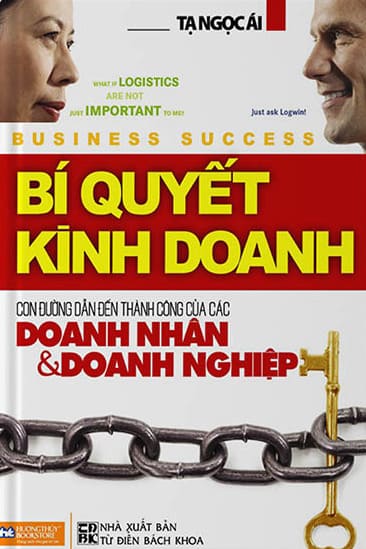 TẠ NGỌC ÁI
WHAT IF LOGISTICS
ARE NOT
JUST IMPORTANT TO ME?
Just ask Logwin!
BUSINESS SUCCESS
BÍ QUYẾT
KINH DOANH
CON ĐƯỜNG DẪN ĐẾN THÀNH CÔNG CỦA CÁC
DOANH NHÂN
& DOANH NGHIỆP
HUONGTHUY
BOOKSTORE
NHÀ XUẤT BẢN
TỪ ĐIỂN BÁCH KHOA